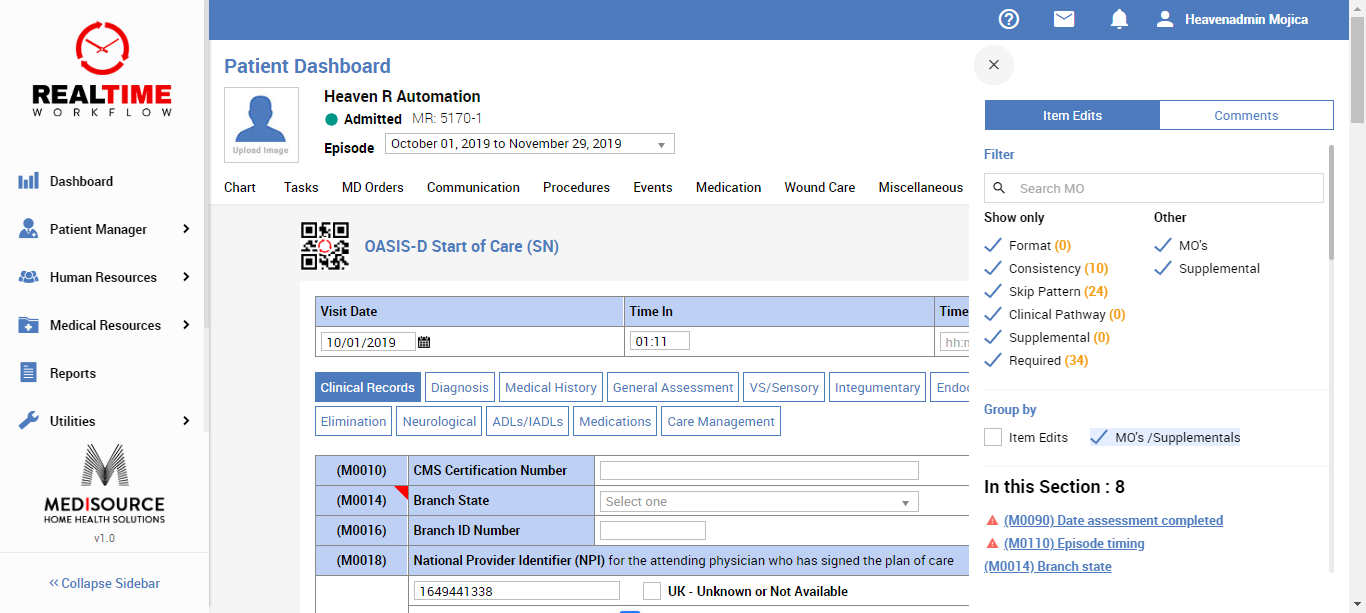 REALTIME
WORKFLOW
Dashboard
Patient Manager
Human Resources
Medical Resources
Reports
Utilities
MEDISOURCE
HOME HEALTH SOLUTIONS
v1.0
Collapse Sidebar
Heavenadmin Mojica
Patient Dashboard
Upload Image
Heaven R Automation
Admitted MR: 5170-1
Episode October 01, 2019 to November 29, 2019
Chart Tasks MD Orders Communication Procedures Events Medication Wound Care Miscellaneous
OASIS-D Start of Care (SN)
Visit Date Time In Time
10/01/2019 01:11 hh:m
Clinical Records Diagnosis Medical History General Assessment VS/Sensory Integumentary Endoc
Elimination Neurological ADLs/IADLs Medications Care Management
(M0010) CMS Certification Number
(M0014) Branch State Select one
(M0016) Branch ID Number
(M0018) National Provider Identifier (NPI) for the attending physician who has signed the plan of care
1649441338 UK - Unknown or Not Available
Item Edits Comments
Filter
Search MO
Show only Other
Format (0) MO's
Consistency (10) Supplemental
Skip Pattern (24)
Clinical Pathway (0)
Supplemental (0)
Required (34)
Group by
Item Edits MO's /Supplementals
In this Section : 8
(M0090) Date assessment completed
(M0110) Episode timing
(M0014) Branch state